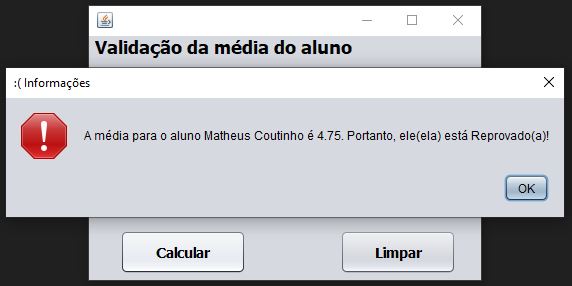 Validação da média do aluno
:( Informações
A média para o aluno Matheus Coutinho é 4.75. Portanto, ele(ela) está Reprovado(a)!
OK
Calcular
Limpar